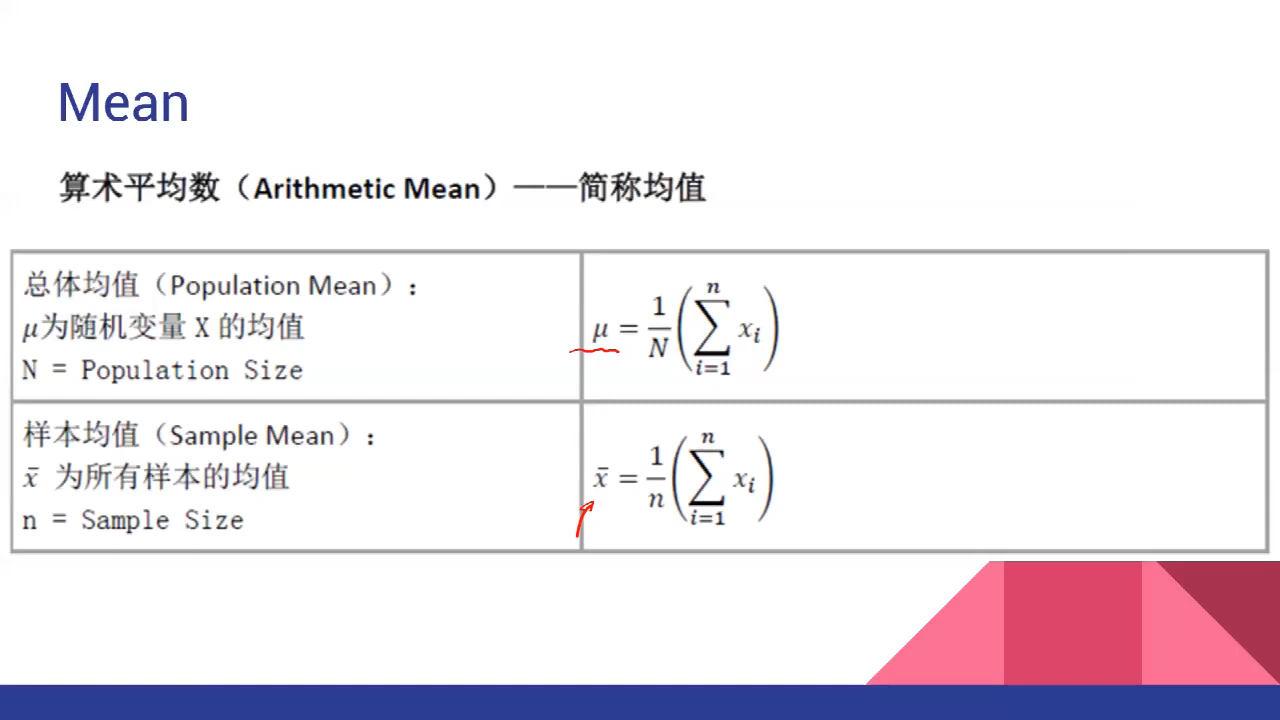 Mean
算术平均数（Arithmetic Mean）——简称均值
总体均值（Population Mean）：
μ为随机变量 X 的均值
N = Population Size
μ = 1/N (∑_{i=1}^{n} x_i)
样本均值（Sample Mean）：
x̄ 为所有样本的均值
n = Sample Size
x̄ = 1/n (∑_{i=1}^{n} x_i)